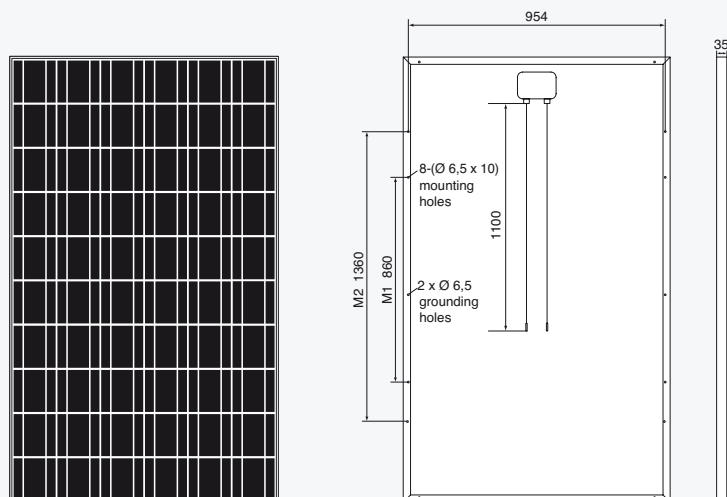 954
35
8-(Ø 6,5 x 10)
mounting
holes
1100
M2 1360
M1 860
2 x Ø 6,5
grounding
holes